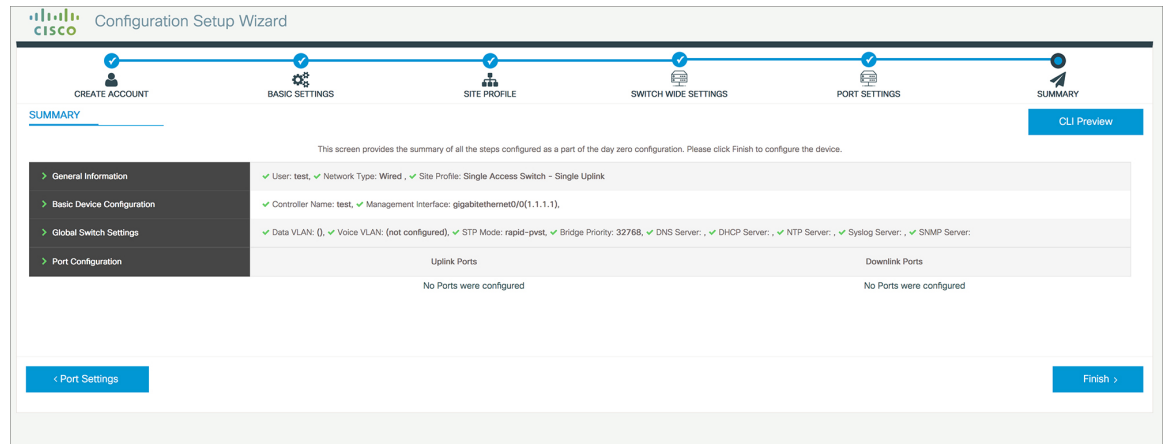 CISCO Configuration Setup Wizard
CREATE ACCOUNT BASIC SETTINGS SITE PROFILE SWITCH WIDE SETTINGS PORT SETTINGS SUMMARY
SUMMARY
CLI Preview
This screen provides the summary of all the steps configured as a part of the day zero configuration. Please click Finish to configure the device.
> General Information ✔ User: test, ✔ Network Type: Wired , ✔ Site Profile: Single Access Switch - Single Uplink
> Basic Device Configuration ✔ Controller Name: test, ✔ Management Interface: gigabitethernet0/0(1.1.1.1),
> Global Switch Settings ✔ Data VLAN: (), ✔ Voice VLAN: (not configured), ✔ STP Mode: rapid-pvst, ✔ Bridge Priority: 32768, ✔ DNS Server: , ✔ DHCP Server: , ✔ NTP Server: , ✔ Syslog Server: , ✔ SNMP Server:
> Port Configuration Uplink Ports Downlink Ports
No Ports were configured No Ports were configured
< Port Settings Finish >